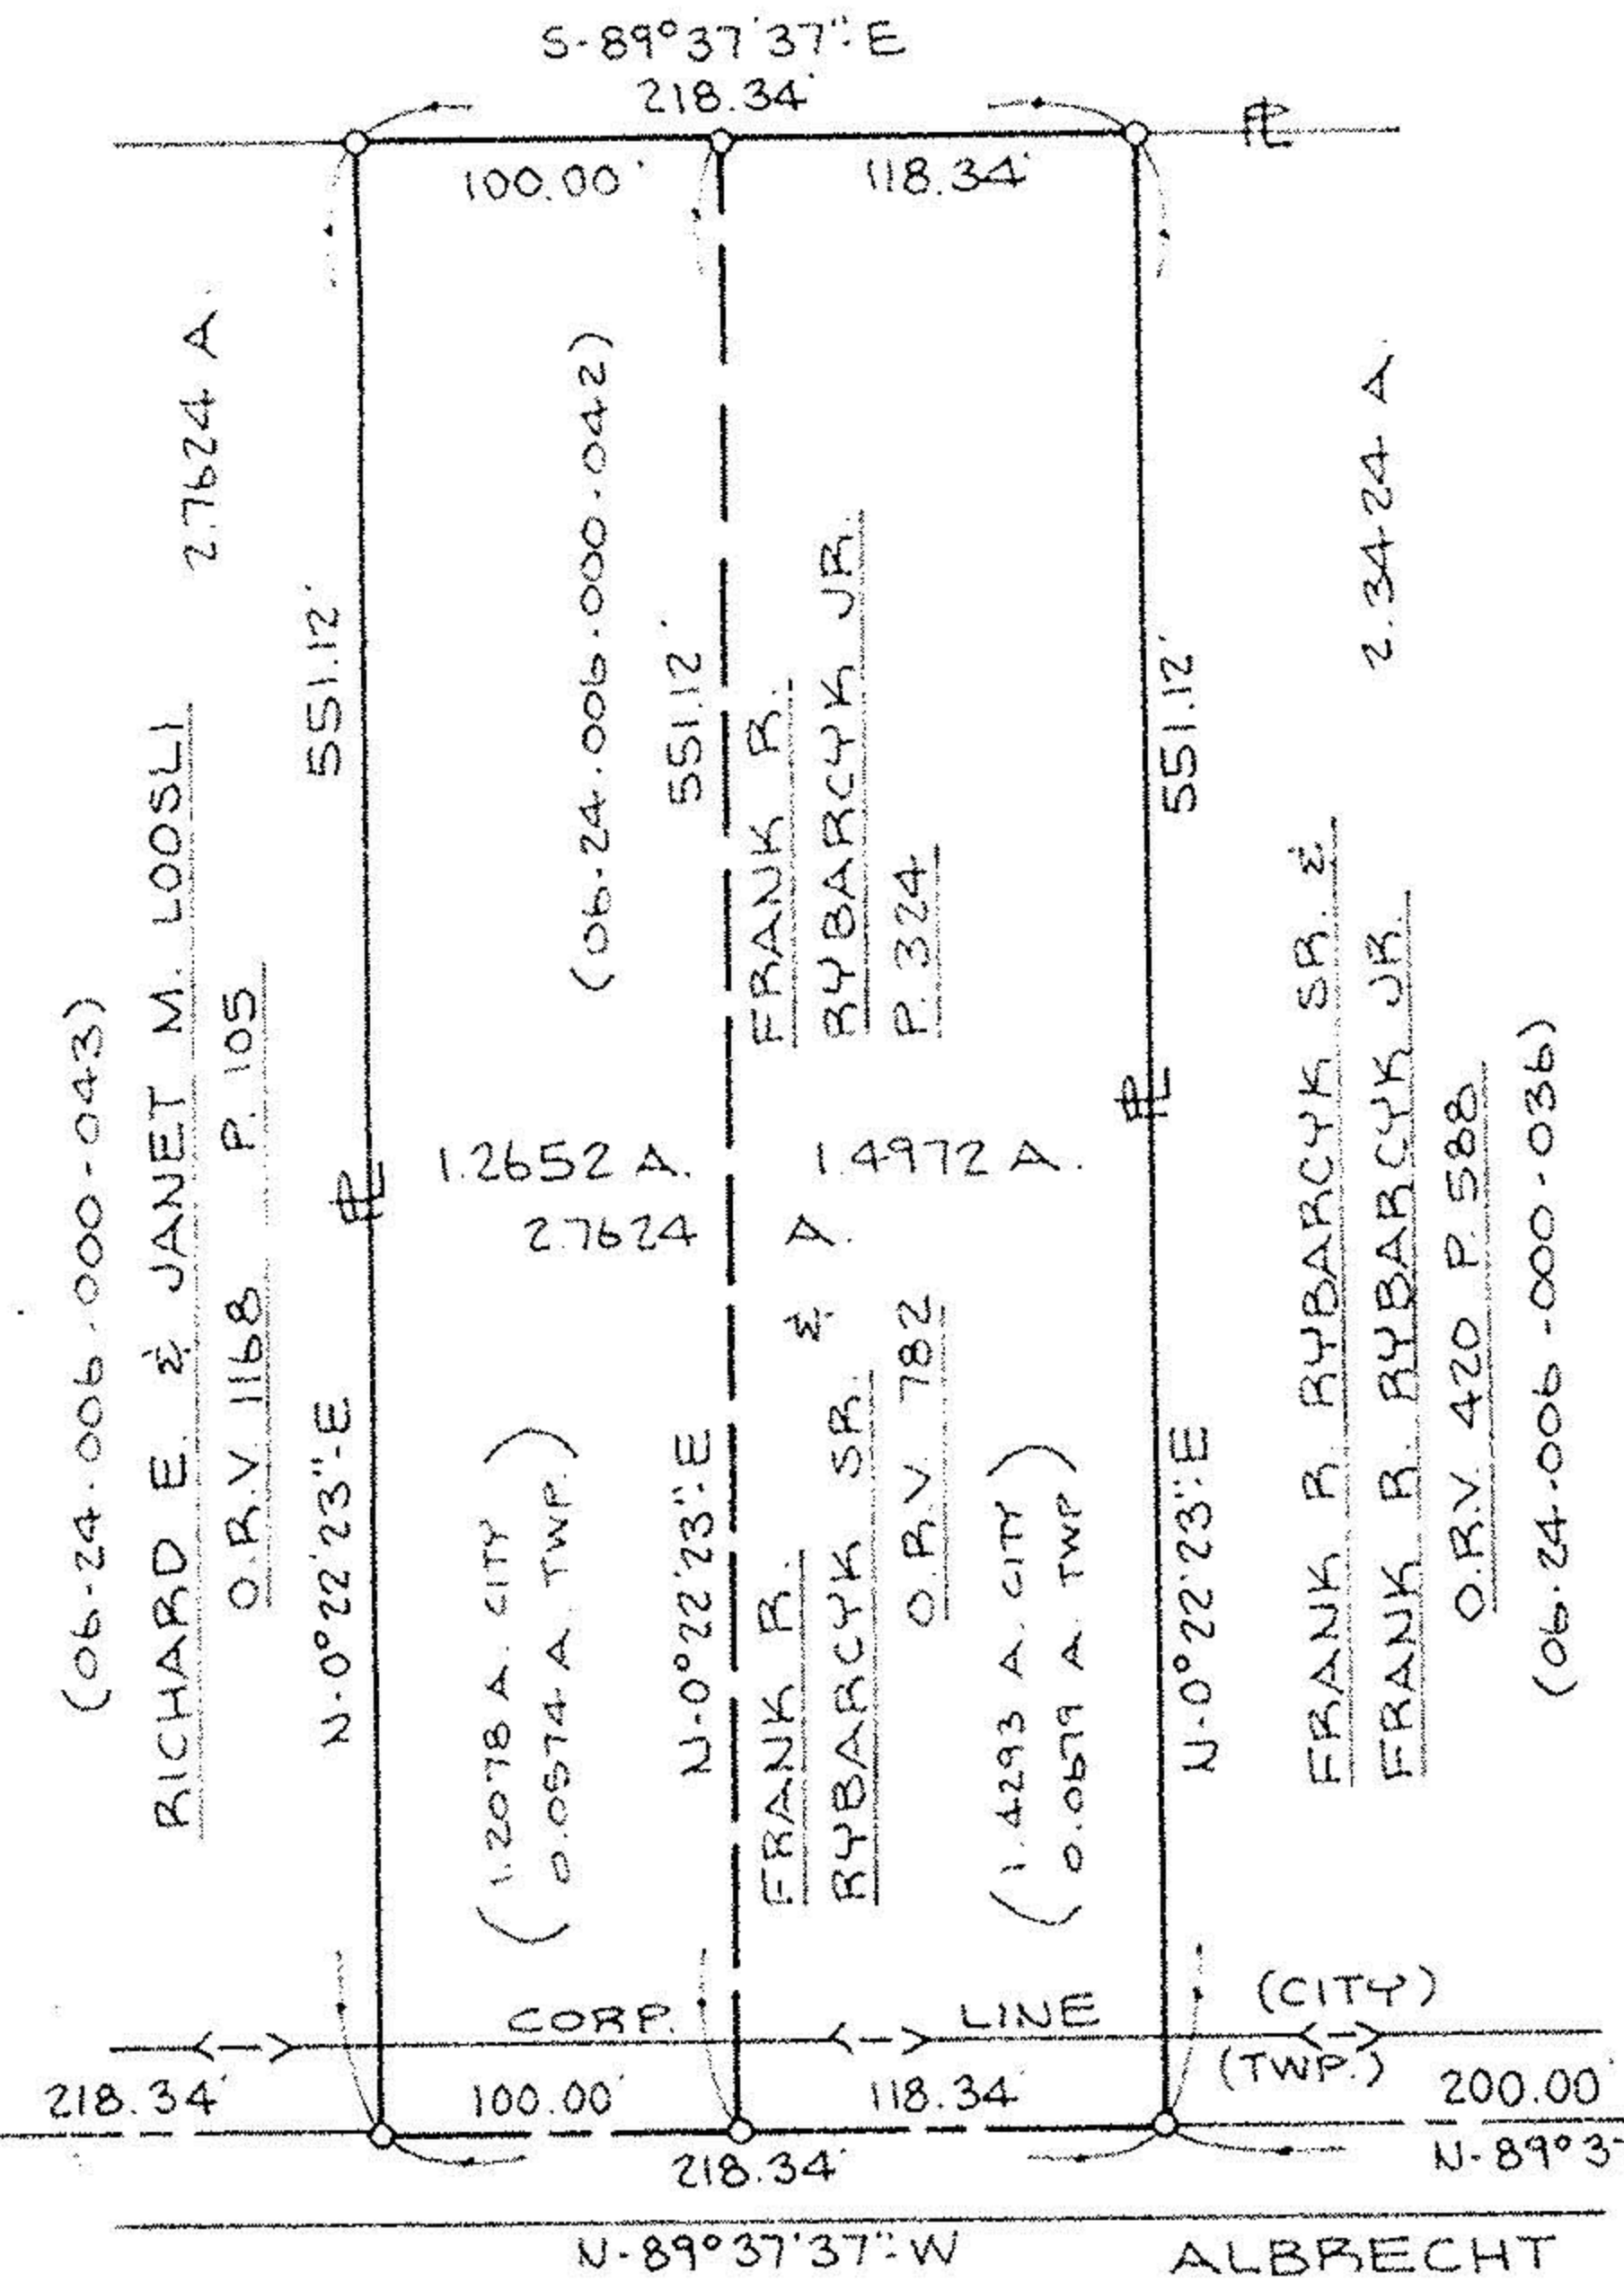 S-89°37'37"-E
218.34'
100.00'
118.34'
PL
(06-24-006-000-043)
RICHARD E. & JANET M. LOOSLI
2.7624 A.
O.R.V. 1168 P. 105
N-0°22'23"-E
551.12'
PL
(06-24-006-000-042)
1.2652 A.
1.4972 A.
2.7624 A.
(1.2078 A. CITY
0.0574 A. TWP.)
N-0°22'23"-E
551.12'
FRANK R.
RYBARCYK SR. &
O.R.V. 782
FRANK R.
RYBARCYK JR.
P. 324
(1.4293 A. CITY
0.0679 A TWP)
PL
N-0°22'23"-E
551.12'
FRANK R. RYBARCYK SR. &
FRANK R. RYBARCYK JR.
O.R.V. 420 P. 588
2.3424 A.
(06-24-006-000-036)
CORP. LINE
(CITY)
(TWP.)
218.34'
100.00'
118.34'
200.00'
218.34'
N-89°3
N-89°37'37"-W
ALBRECHT